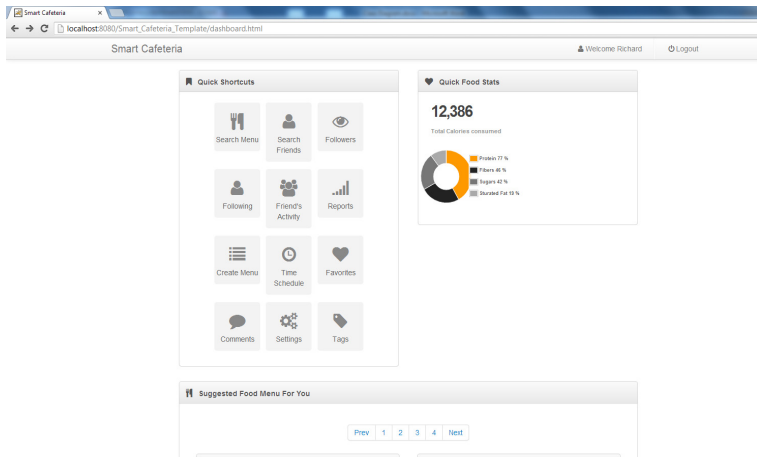 Smart Cafeteria
localhost:8080/Smart_Cafeteria_Template/dashboard.html
Smart Cafeteria
Welcome Richard
Logout
Quick Shortcuts
Search Menu
Search
Friends
Followers
Following
Friend's
Activity
Reports
Create Menu
Time
Schedule
Favorites
Comments
Settings
Tags
Quick Food Stats
12,386
Total Calories consumed
Protein 77 %
Fibers 46 %
Sugars 42 %
Sturated Fat 19 %
Suggested Food Menu For You
Prev 1 2 3 4 Next